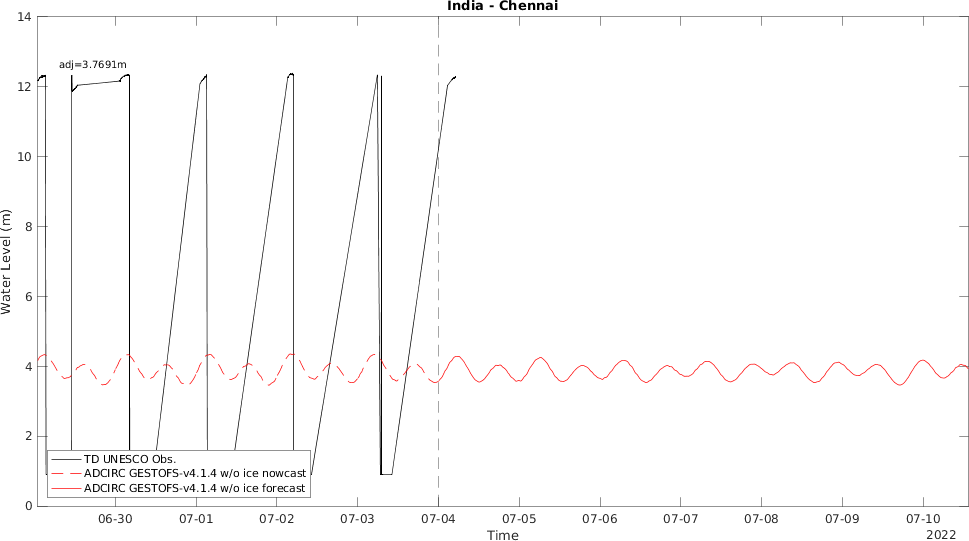 India - Chennai
adj=3.7691m
14
12
10
8
6
4
2
0
Water Level (m)
TD UNESCO Obs.
ADCIRC GESTOFS-v4.1.4 w/o ice nowcast
ADCIRC GESTOFS-v4.1.4 w/o ice forecast
06-30 07-01 07-02 07-03 07-04 07-05 07-06 07-07 07-08 07-09 07-10
Time
2022